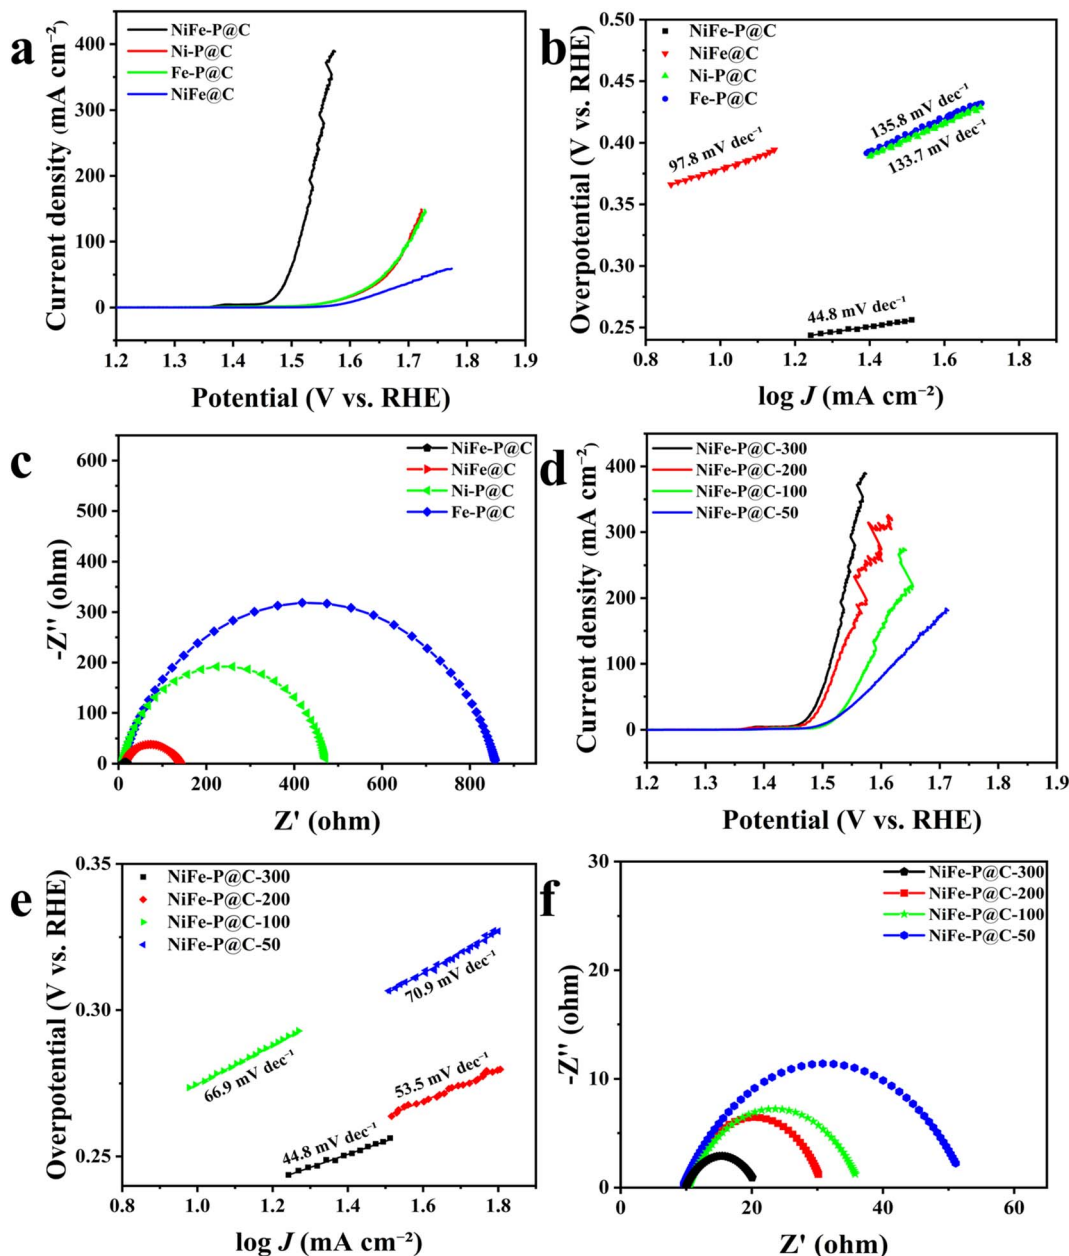 a
NiFe-P@C
Ni-P@C
Fe-P@C
NiFe@C
400
300
200
100
0
Current density (mA cm⁻²)
1.2 1.3 1.4 1.5 1.6 1.7 1.8 1.9
Potential (V vs. RHE)
b
NiFe-P@C
NiFe@C
Ni-P@C
Fe-P@C
0.50
0.45
0.40
0.35
0.30
0.25
Overpotential (V vs. RHE)
97.8 mV dec⁻¹
135.8 mV dec⁻¹
133.7 mV dec⁻¹
44.8 mV dec⁻¹
0.8 1.0 1.2 1.4 1.6 1.8
log J (mA cm⁻²)
c
NiFe-P@C
NiFe@C
Ni-P@C
Fe-P@C
600
500
400
300
200
100
0
-Z'' (ohm)
0 200 400 600 800
Z' (ohm)
d
NiFe-P@C-300
NiFe-P@C-200
NiFe-P@C-100
NiFe-P@C-50
400
300
200
100
0
Current density (mA cm⁻²)
1.2 1.3 1.4 1.5 1.6 1.7 1.8 1.9
Potential (V vs. RHE)
e
NiFe-P@C-300
NiFe-P@C-200
NiFe-P@C-100
NiFe-P@C-50
0.35
0.30
0.25
Overpotential (V vs. RHE)
70.9 mV dec⁻¹
66.9 mV dec⁻¹
53.5 mV dec⁻¹
44.8 mV dec⁻¹
0.8 1.0 1.2 1.4 1.6 1.8
log J (mA cm⁻²)
f
NiFe-P@C-300
NiFe-P@C-200
NiFe-P@C-100
NiFe-P@C-50
30
20
10
0
-Z'' (ohm)
0 20 40 60
Z' (ohm)